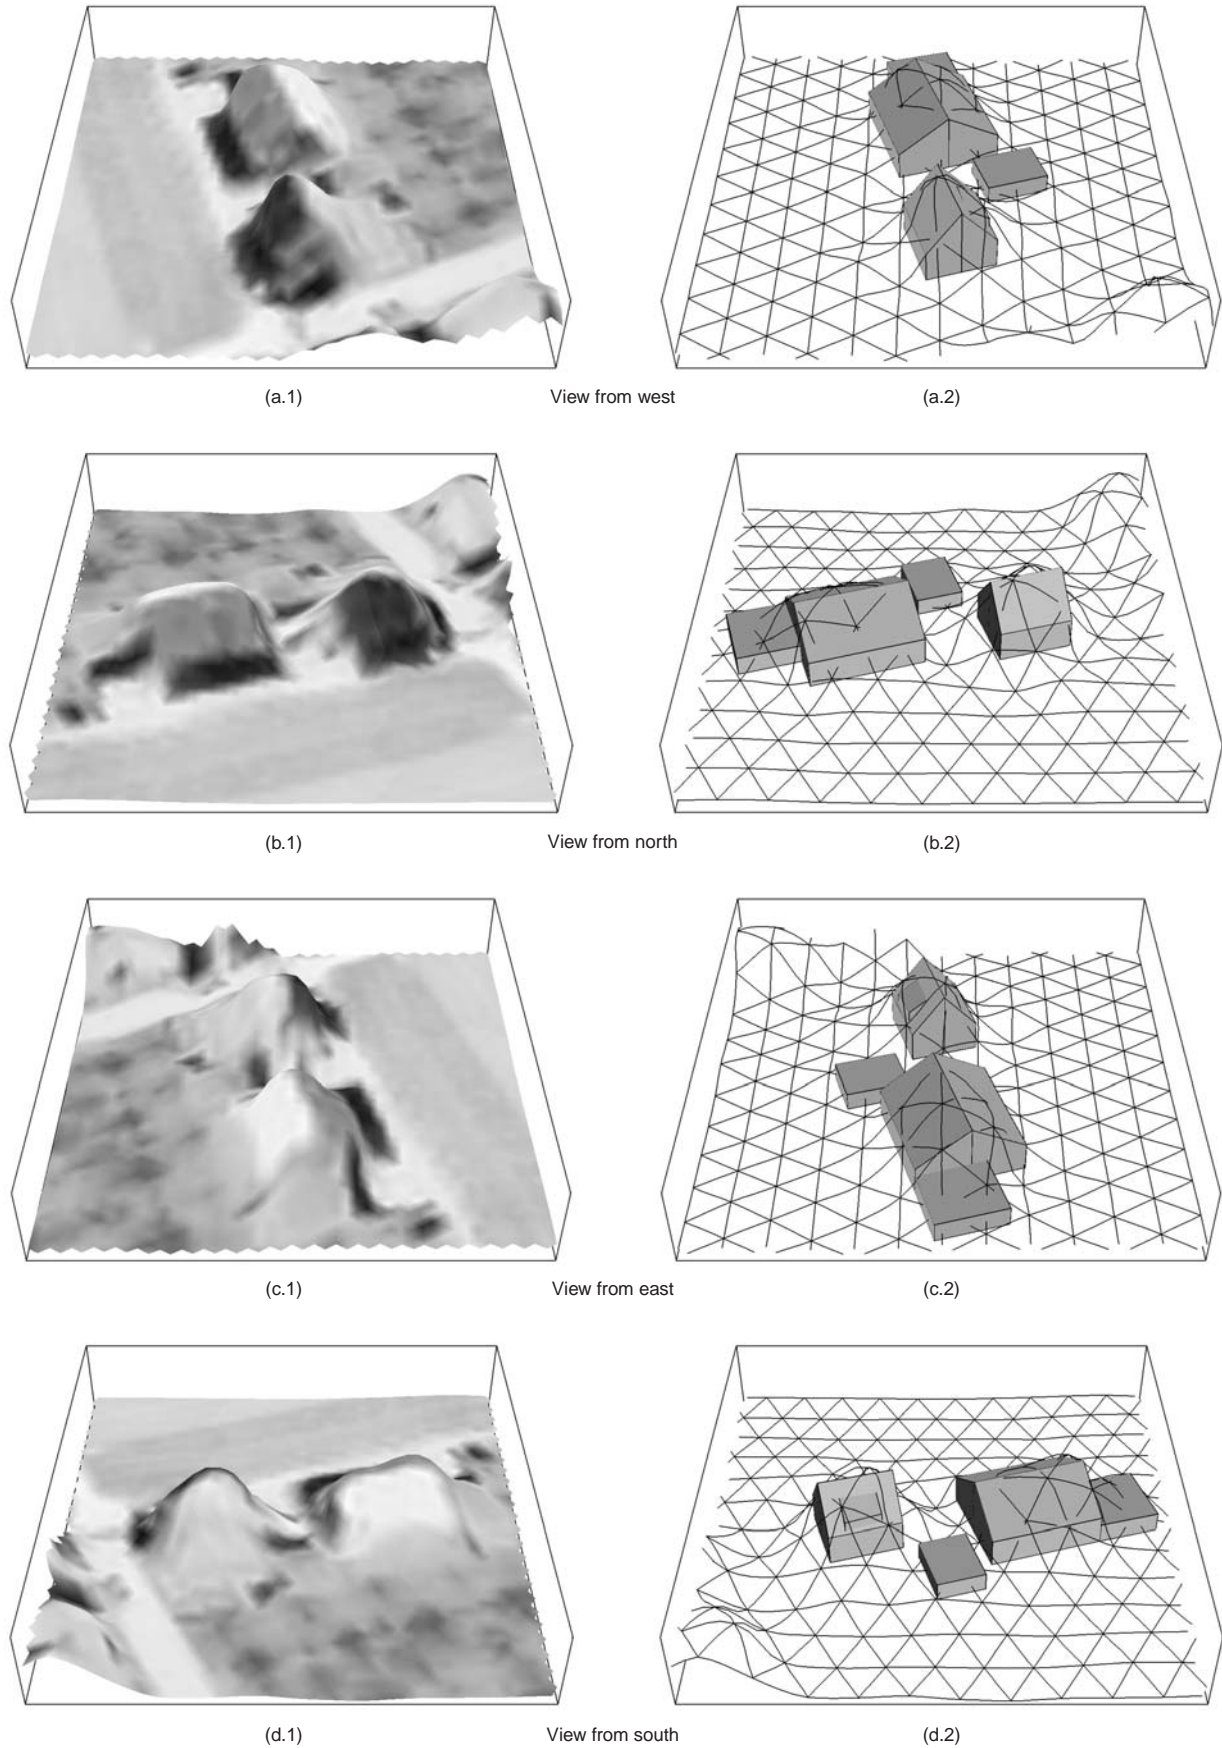 (a.1) View from west (a.2)
(b.1) View from north (b.2)
(c.1) View from east (c.2)
(d.1) View from south (d.2)